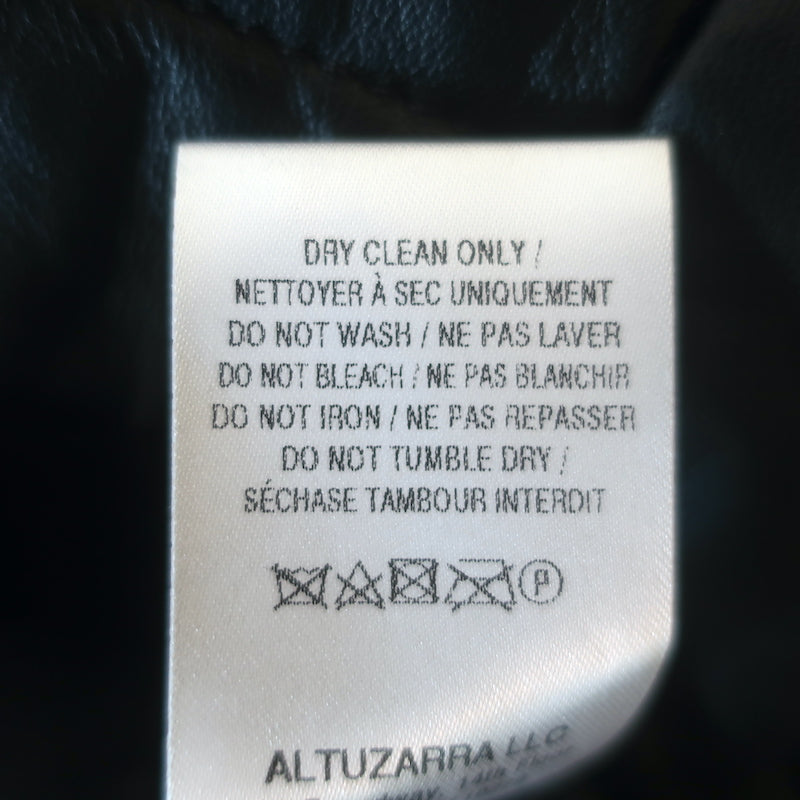 DRY CLEAN ONLY /
NETTOYER À SEC UNIQUEMENT
DO NOT WASH / NE PAS LAVER
DO NOT BLEACH / NE PAS BLANCHIR
DO NOT IRON / NE PAS REPASSER
DO NOT TUMBLE DRY /
SÉCHASE TAMBOUR INTERDIT
P
ALTUZARRA LLC
14th